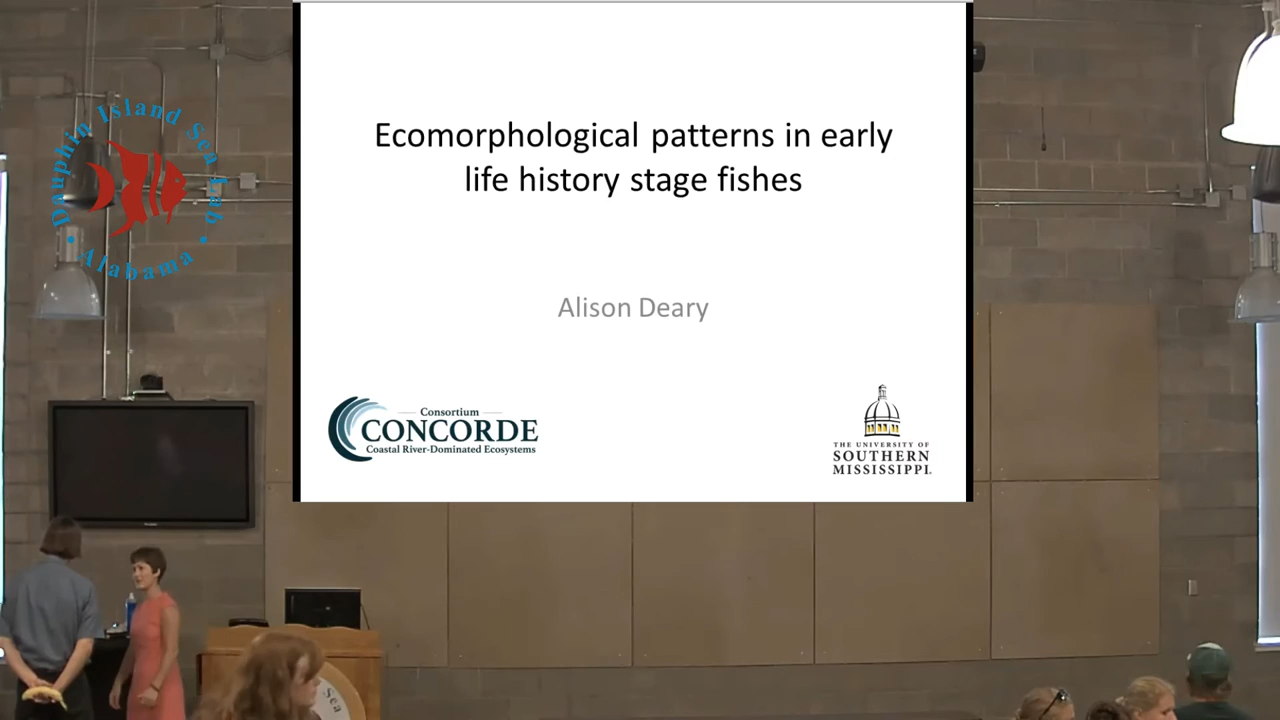 Ecomorphological patterns in early
life history stage fishes
Alison Deary
Dauphin Island Sea Lab
Alabama
Consortium
CONCORDE
Coastal River-Dominated Ecosystems
THE UNIVERSITY OF
SOUTHERN
MISSISSIPPI.
Sea